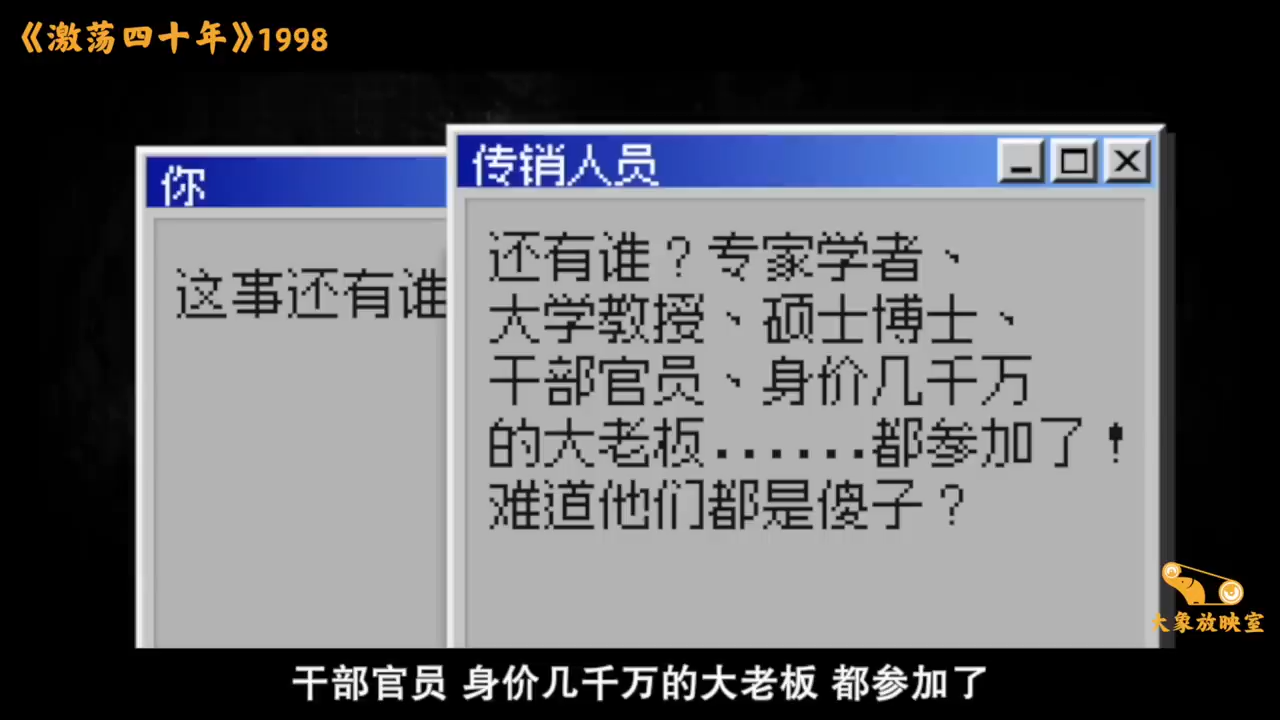 《激荡四十年》1998
你
这事还有谁
传销人员
还有谁？专家学者、
大学教授、硕士博士、
干部官员、身价几千万
的大老板......都参加了！
难道他们都是傻子？
大象放映室
干部官员 身价几千万的大老板 都参加了